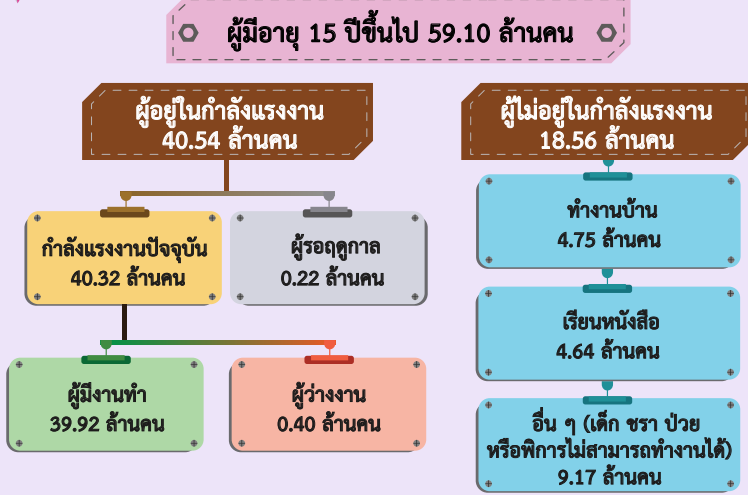 ผู้มีอายุ 15 ปีขึ้นไป 59.10 ล้านคน
ผู้อยู่ในกำลังแรงงาน
40.54 ล้านคน
ผู้ไม่อยู่ในกำลังแรงงาน
18.56 ล้านคน
กำลังแรงงานปัจจุบัน
40.32 ล้านคน
ผู้รอฤดูกาล
0.22 ล้านคน
ผู้มีงานทำ
39.92 ล้านคน
ผู้ว่างงาน
0.40 ล้านคน
ทำงานบ้าน
4.75 ล้านคน
เรียนหนังสือ
4.64 ล้านคน
อื่น ๆ (เด็ก ชรา ป่วย
หรือพิการไม่สามารถทำงานได้)
9.17 ล้านคน